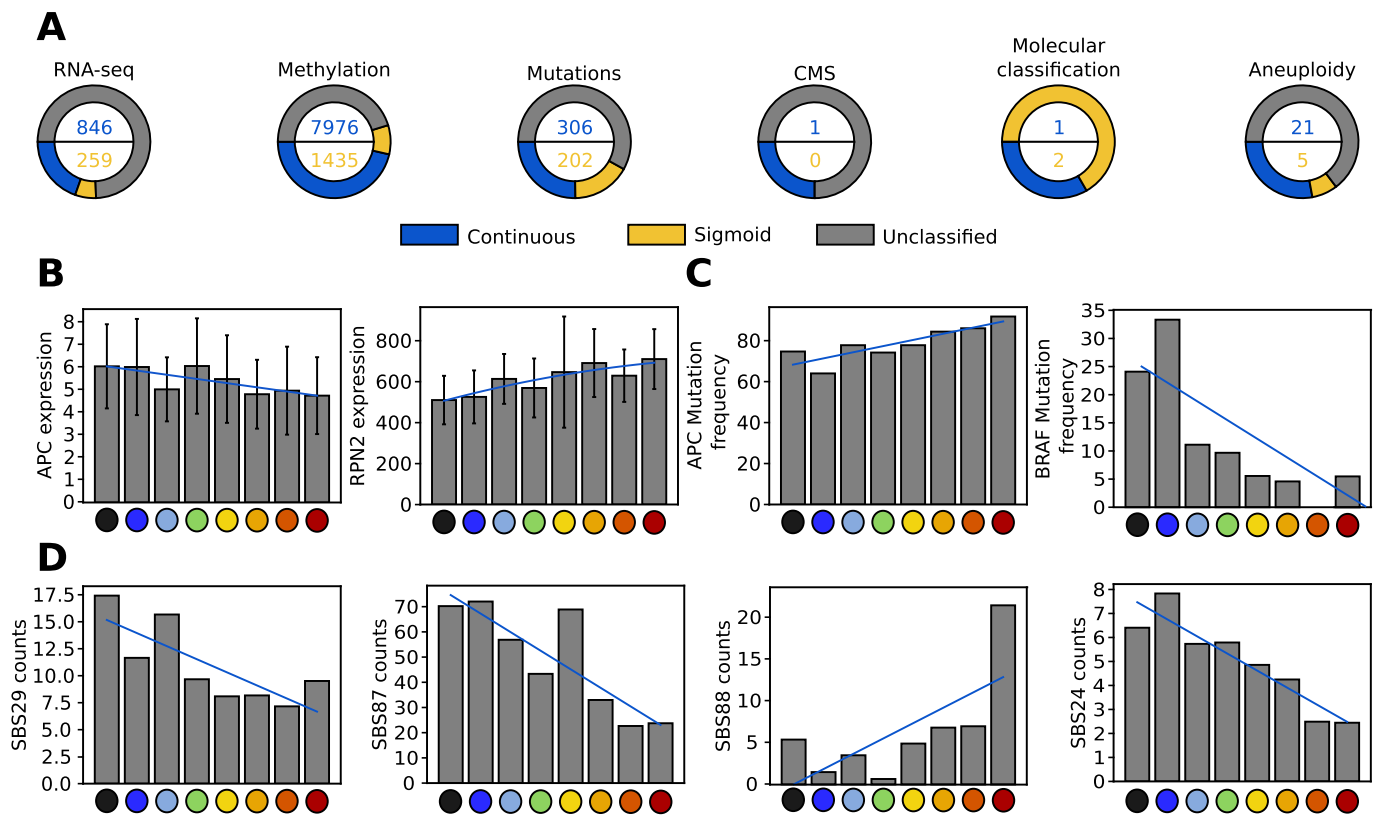 A
RNA-seq
846
259
Methylation
7976
1435
Mutations
306
202
CMS
1
0
Molecular
classification
1
2
Aneuploidy
21
5
Continuous
Sigmoid
Unclassified
B
APC expression
8
7
6
5
4
3
2
1
0
RPN2 expression
800
600
400
200
0
C
APC Mutation
frequency
80
60
40
20
0
BRAF Mutation
frequency
35
30
25
20
15
10
5
0
D
SBS29 counts
17.5
15.0
12.5
10.0
7.5
5.0
2.5
0.0
SBS87 counts
70
60
50
40
30
20
10
0
SBS88 counts
20
15
10
5
0
SBS24 counts
8
7
6
5
4
3
2
1
0